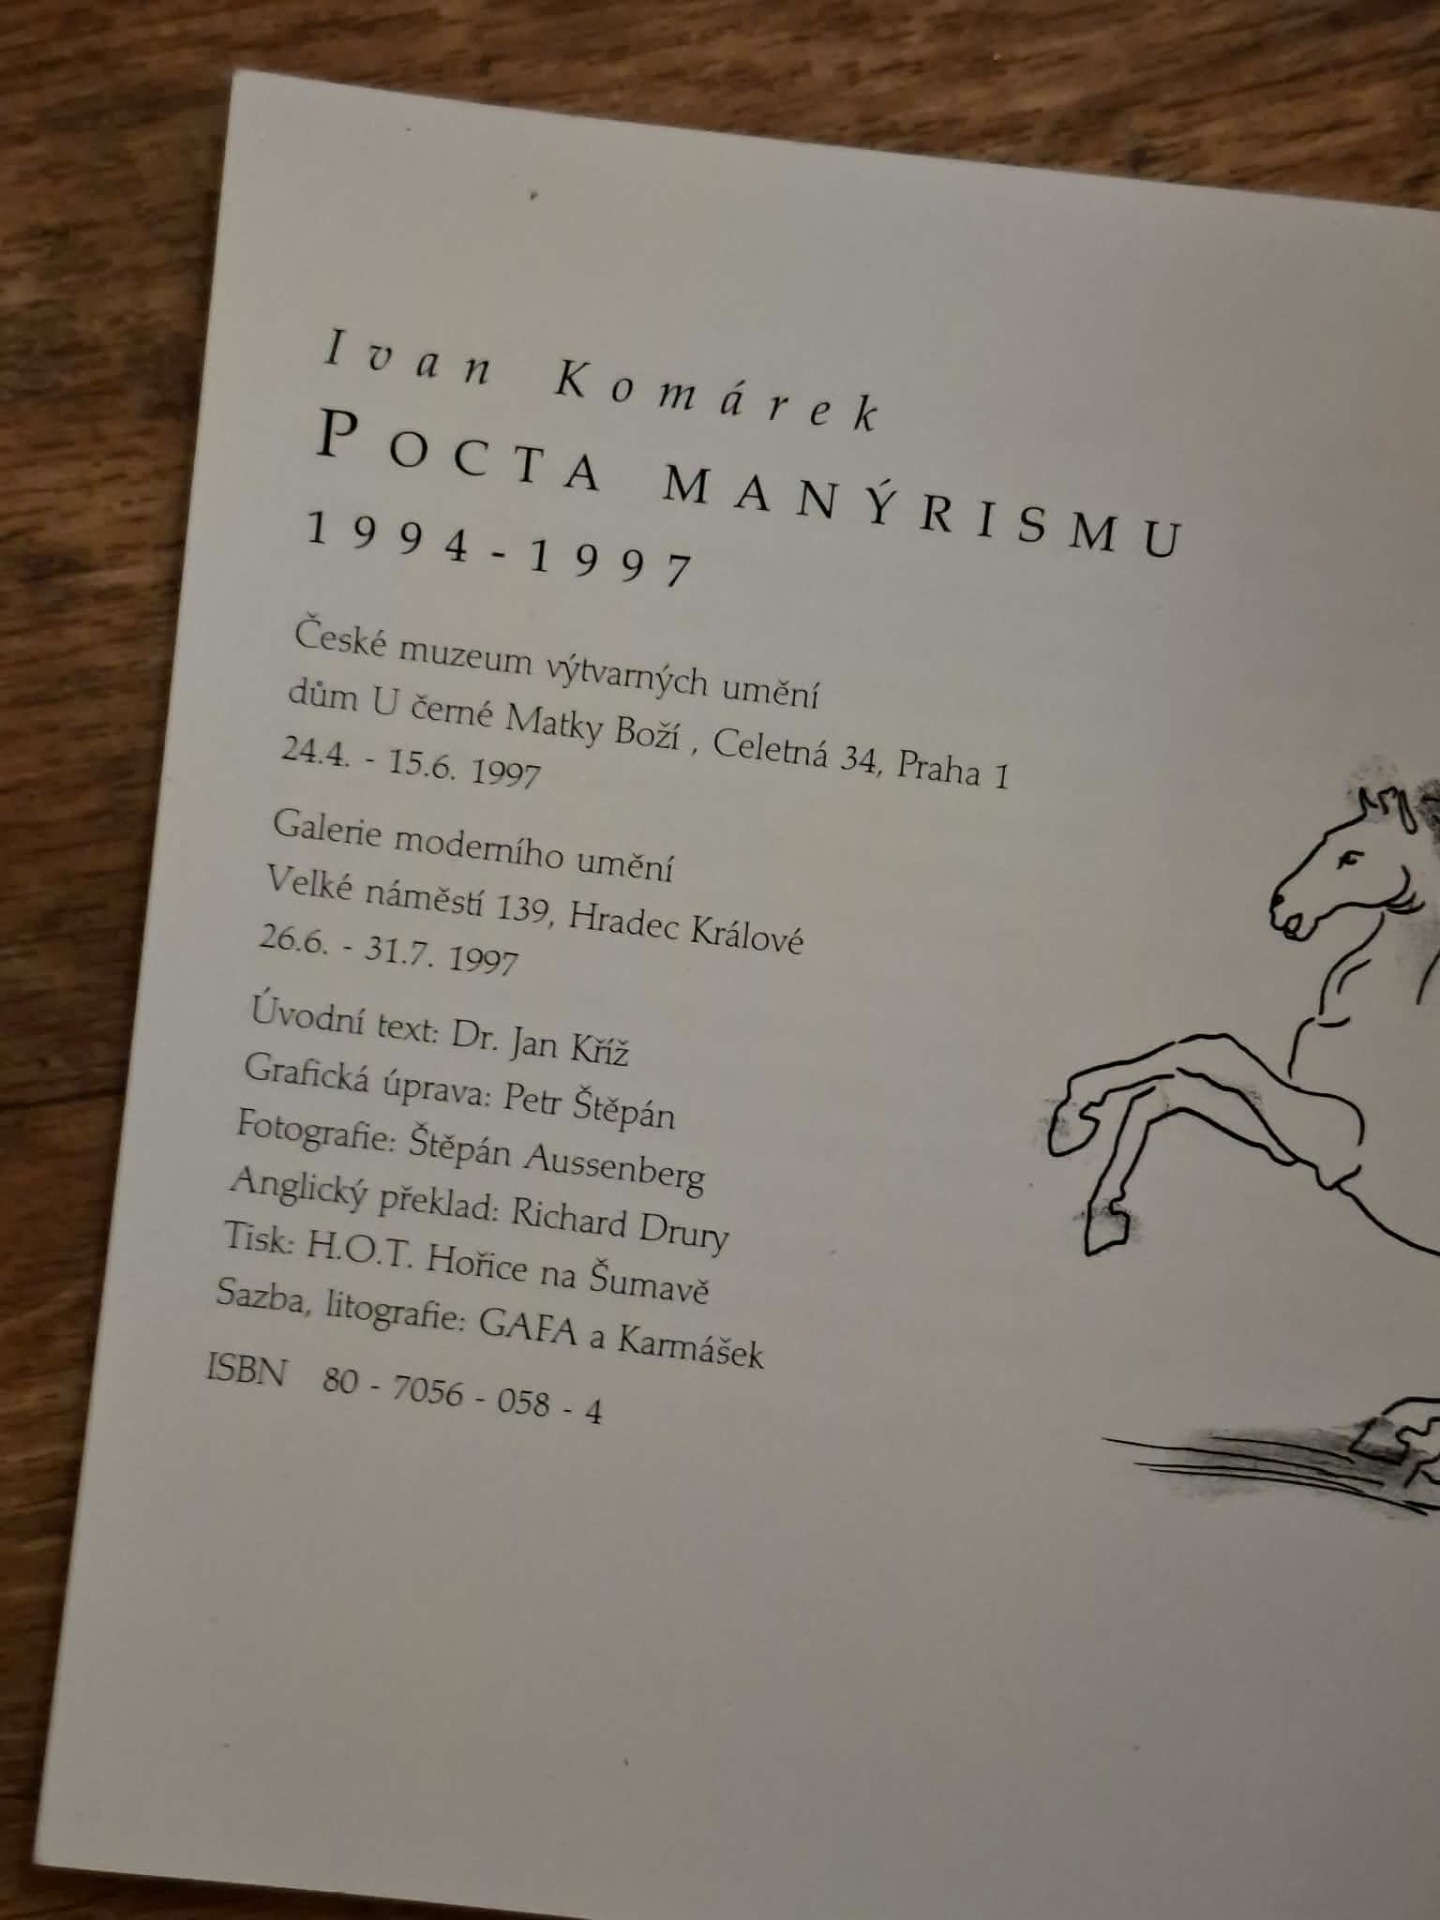 Ivan Komárek
POCTA MANÝRISMU
1994-1997
České muzeum výtvarných umění
dům U černé Matky Boží , Celetná 34, Praha 1
24.4. - 15.6. 1997
Galerie moderního umění
Velké náměstí 139, Hradec Králové
26.6. - 31.7. 1997
Úvodní text: Dr. Jan Kříž
Grafická úprava: Petr Štěpán
Fotografie: Štěpán Aussenberg
Anglický překlad: Richard Drury
Tisk: H.O.T. Hořice na Šumavě
Sazba, litografie: GAFA a Karmášek
ISBN 80 - 7056 - 058 - 4